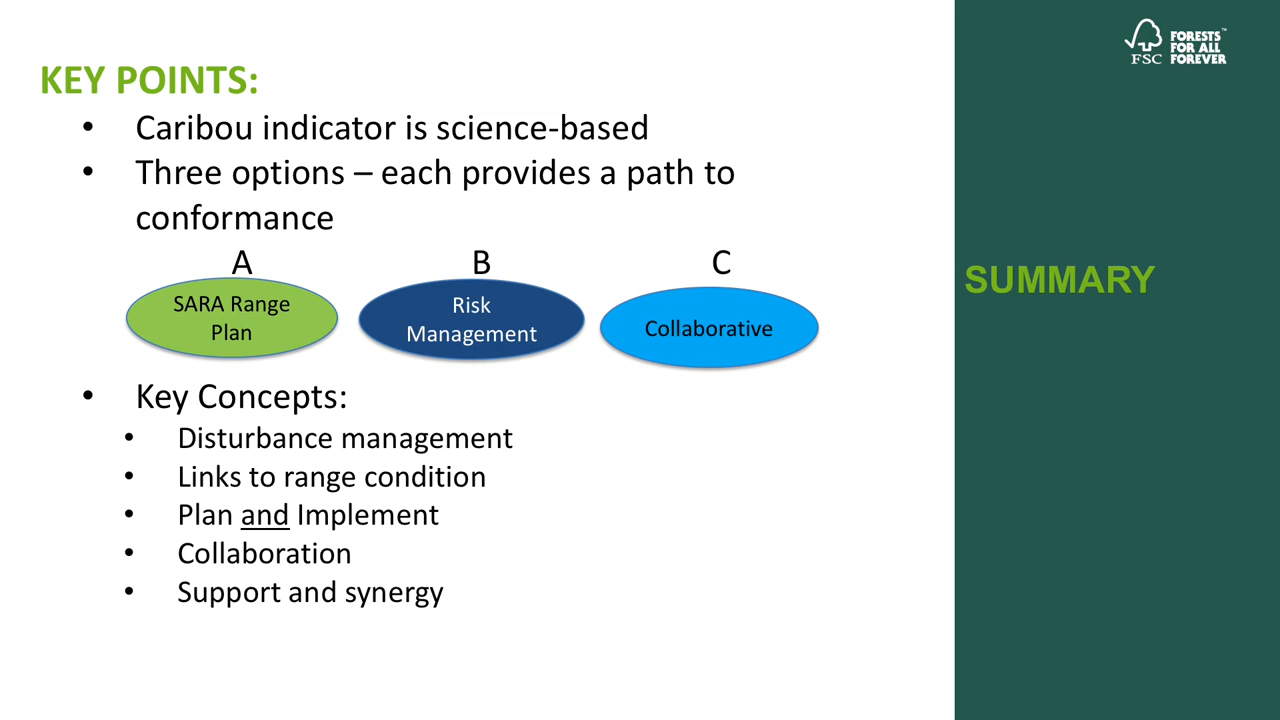 KEY POINTS:
• Caribou indicator is science-based
• Three options – each provides a path to
conformance
A B C
SARA Range
Plan
Risk
Management
Collaborative
• Key Concepts:
• Disturbance management
• Links to range condition
• Plan and Implement
• Collaboration
• Support and synergy
FSC
FORESTS
FOR ALL
FOREVER™
SUMMARY